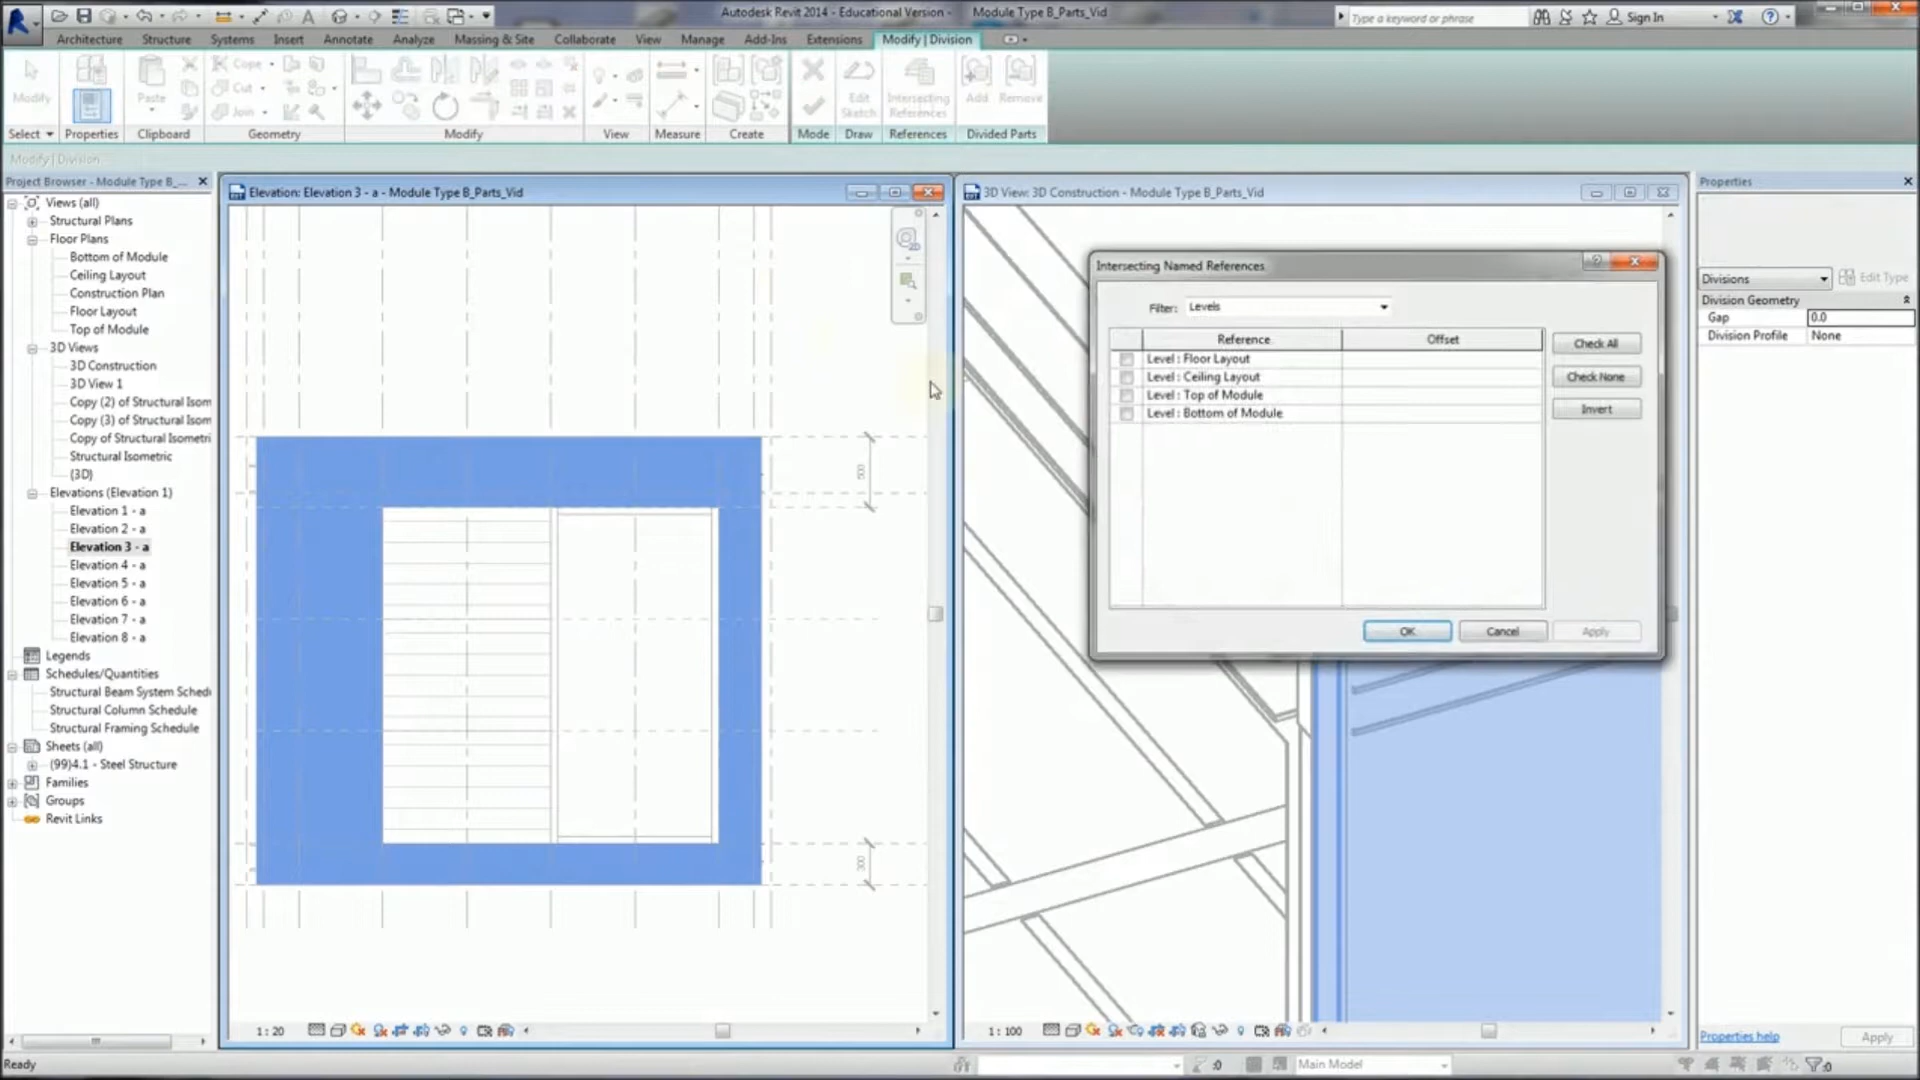 Autodesk Revit 2014 - Educational Version - Module Type B_Parts_Vid
Type a keyword or phrase
Sign In
Architecture Structure Systems Insert Annotate Analyze Massing & Site Collaborate View Manage Add-Ins Extensions Modify | Division
Modify
Paste
Cope
Cut
Join
Edit Sketch
Intersecting References
Add
Remove
Select Properties Clipboard Geometry Modify View Measure Create Mode Draw References Divided Parts
Modify | Division
Project Browser - Module Type B_...
Views (all)
Structural Plans
Floor Plans
Bottom of Module
Ceiling Layout
Construction Plan
Floor Layout
Top of Module
3D Views
3D Construction
3D View 1
Copy (2) of Structural Isom
Copy (3) of Structural Isom
Copy of Structural Isometri
Structural Isometric
(3D)
Elevations (Elevation 1)
Elevation 1 - a
Elevation 2 - a
Elevation 3 - a
Elevation 4 - a
Elevation 5 - a
Elevation 6 - a
Elevation 7 - a
Elevation 8 - a
Legends
Schedules/Quantities
Structural Beam System Schedu
Structural Column Schedule
Structural Framing Schedule
Sheets (all)
(99)4.1 - Steel Structure
Families
Groups
Revit Links
Elevation: Elevation 3 - a - Module Type B_Parts_Vid
300
1 : 20
3D View: 3D Construction - Module Type B_Parts_Vid
1 : 100
Intersecting Named References
Filter: Levels
Reference Offset
Level : Floor Layout
Level : Ceiling Layout
Level : Top of Module
Level : Bottom of Module
Check All
Check None
Invert
OK Cancel Apply
Properties
Divisions
Edit Type
Division Geometry
Gap 0.0
Division Profile None
Properties help
Apply
Ready
:0
Main Model
:0